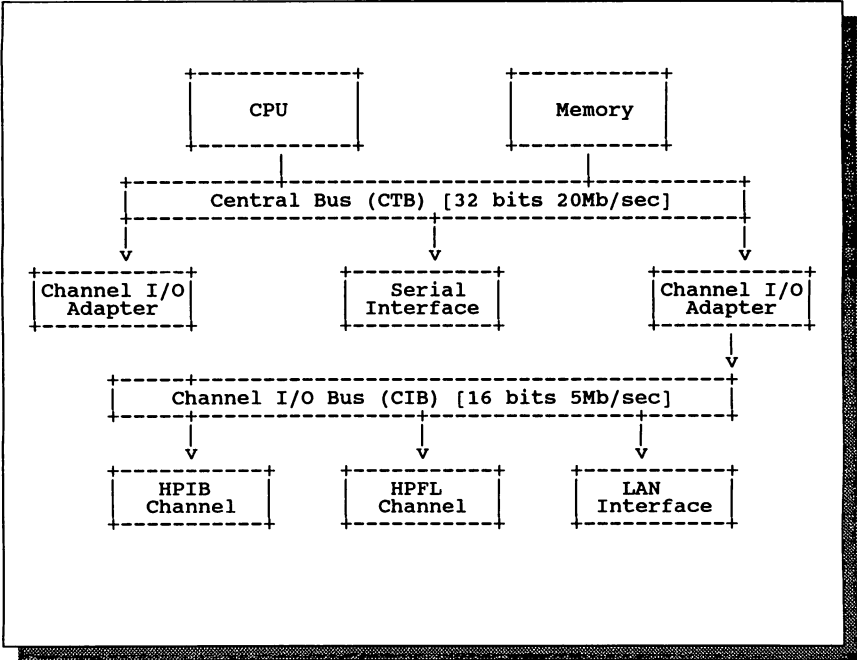 CPU
Memory
Central Bus (CTB) [32 bits 20Mb/sec]
Channel I/O
Adapter
Serial
Interface
Channel I/O
Adapter
Channel I/O Bus (CIB) [16 bits 5Mb/sec]
HPIB
Channel
HPFL
Channel
LAN
Interface